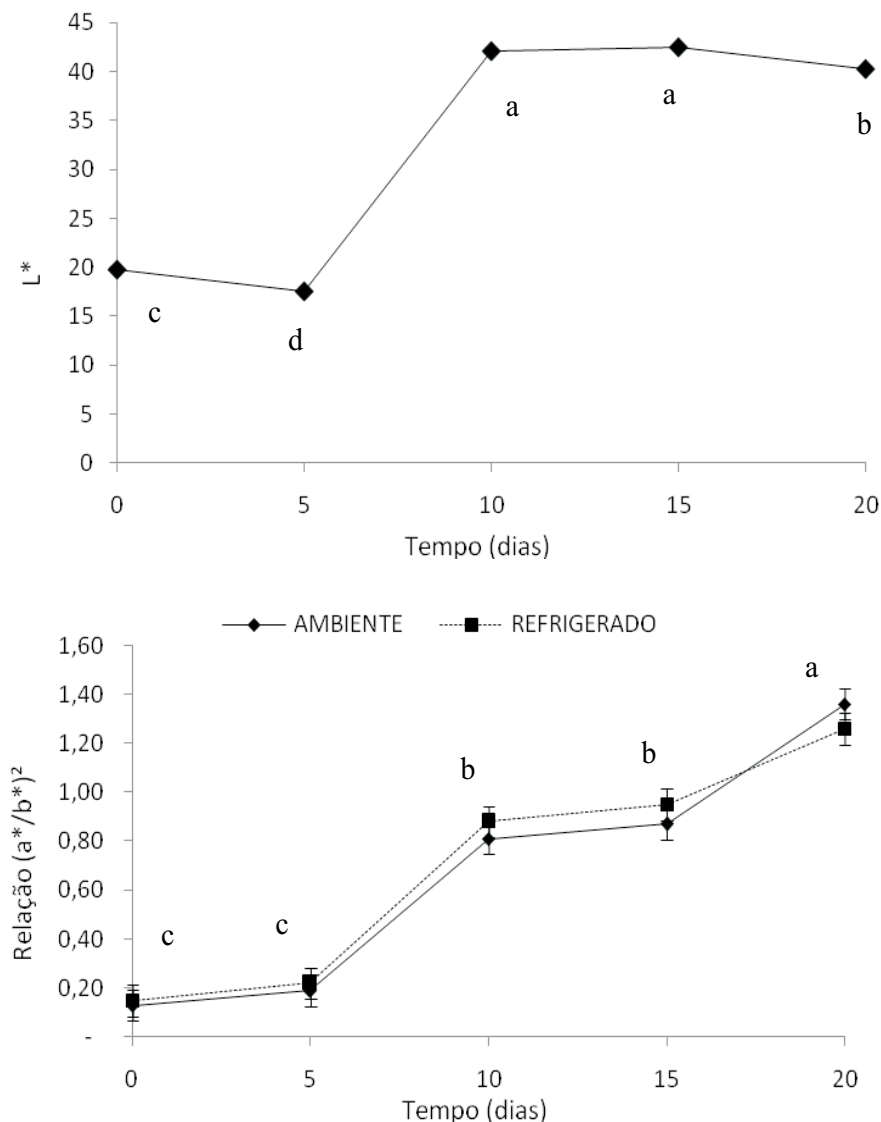 45
40
35
30
25
20
15
10
5
0
L*
a
a
b
c
d
0 5 10 15 20
Tempo (dias)
AMBIENTE REFRIGERADO
1,60
1,40
1,20
1,00
0,80
0,60
0,40
0,20
-
Relação (a*/b*)²
a
b
b
c
c
0 5 10 15 20
Tempo (dias)